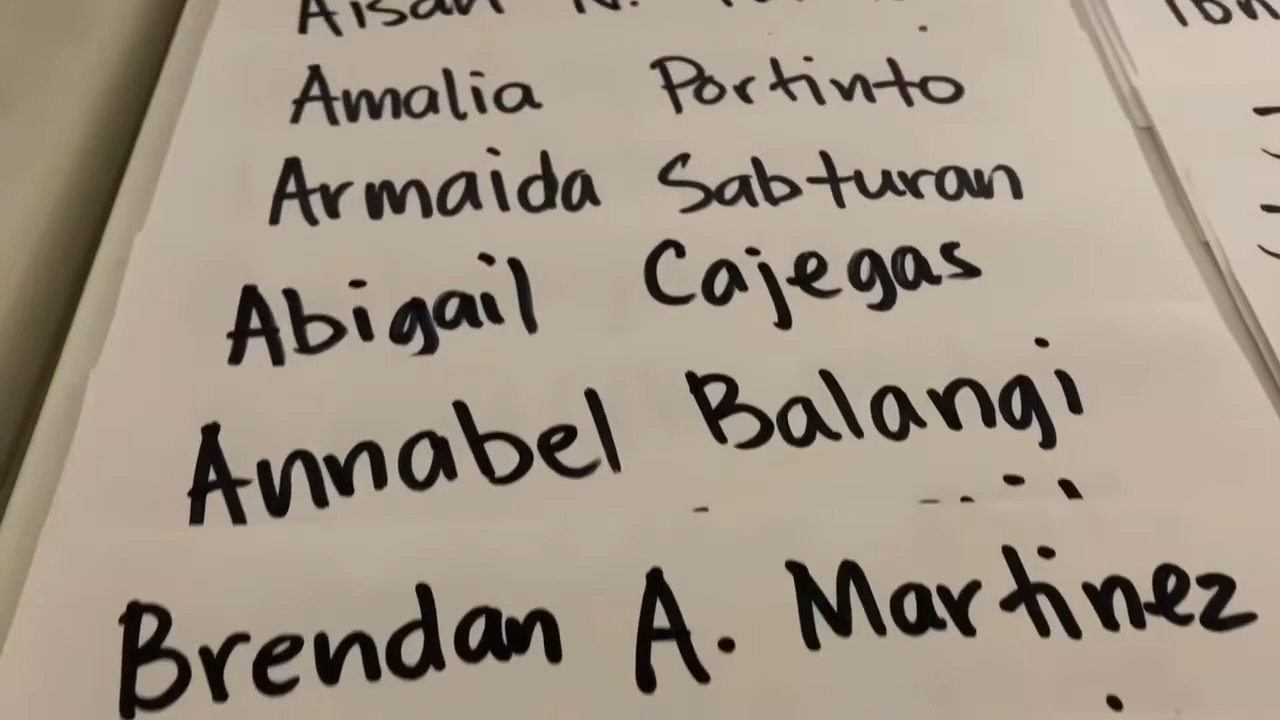 Amalia Portinto
Armaida Sabturan
Abigail Cajegas
Annabel Balangi
Brendan A. Martinez